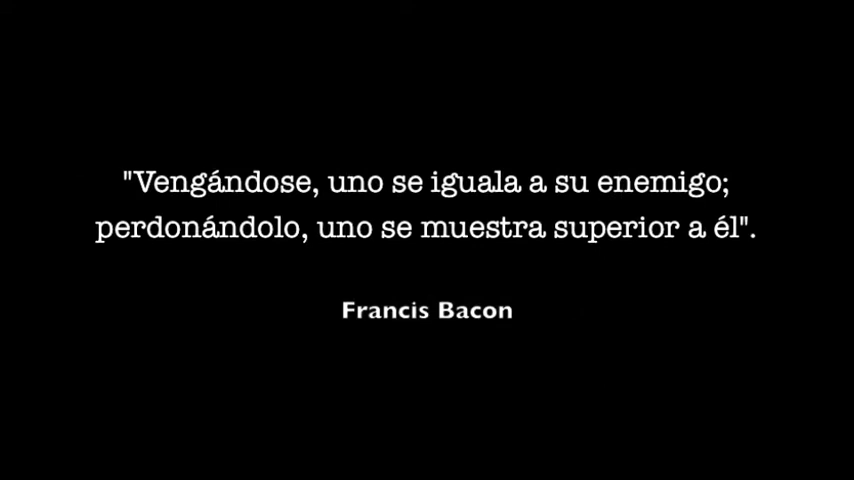 "Vengándose, uno se iguala a su enemigo;
perdonándolo, uno se muestra superior a él".
Francis Bacon